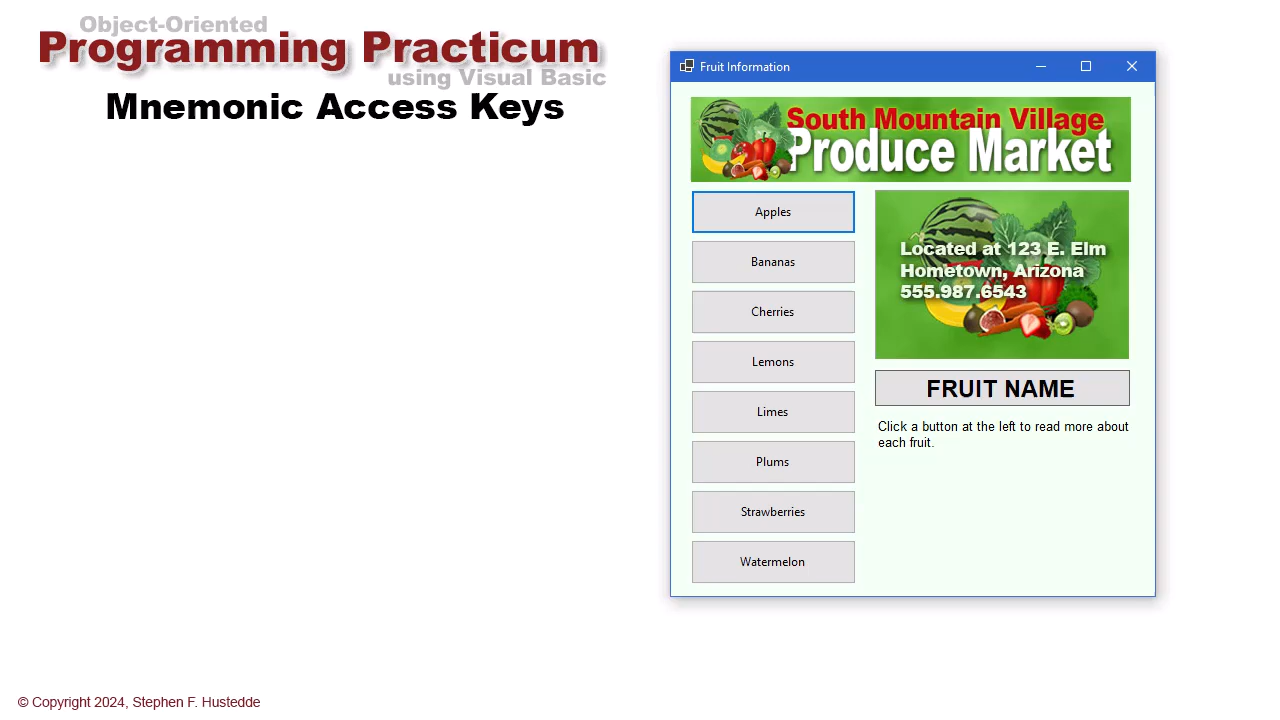 Object-Oriented
Programming Practicum
using Visual Basic
Mnemonic Access Keys
Fruit Information
South Mountain Village
Produce Market
Apples
Bananas
Cherries
Lemons
Limes
Plums
Strawberries
Watermelon
Located at 123 E. Elm
Hometown, Arizona
555.987.6543
FRUIT NAME
Click a button at the left to read more about
each fruit.
© Copyright 2024, Stephen F. Hustedde